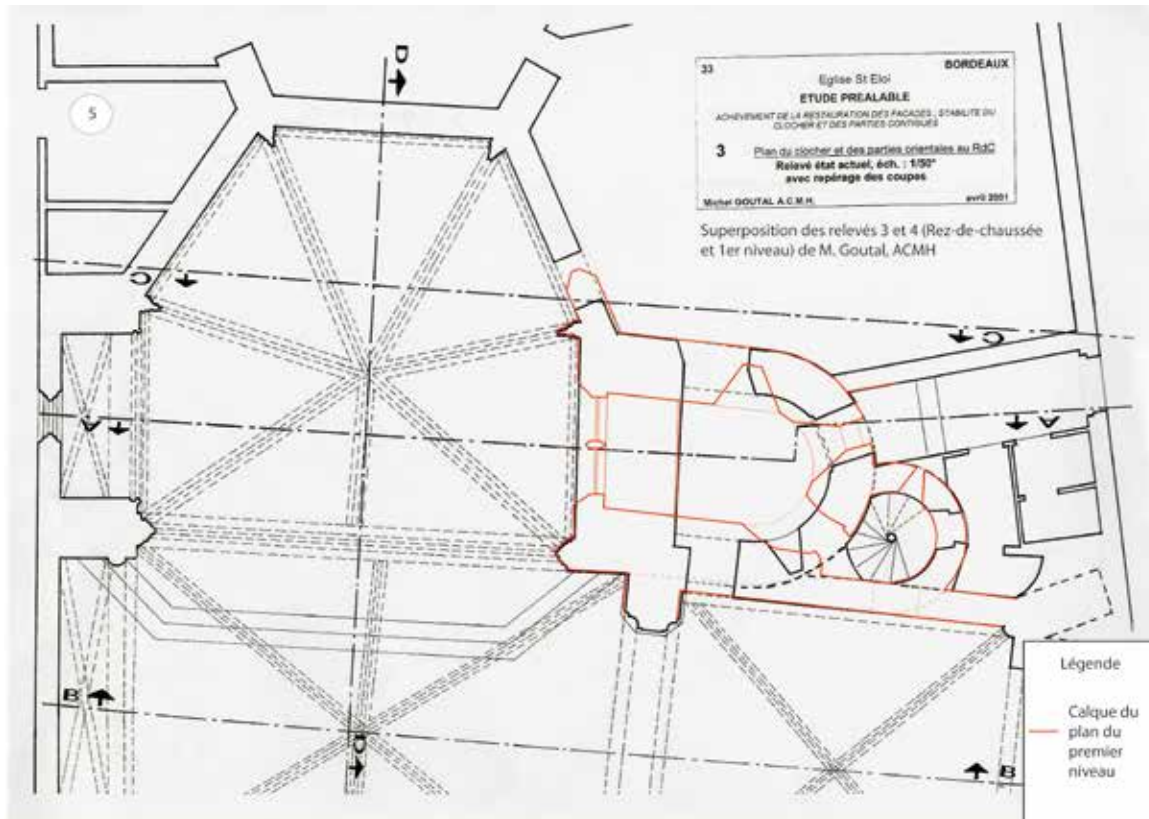 5
33
BORDEAUX
Eglise St Eloi
ETUDE PREALABLE
ACHEVEMENT DE LA RESTAURATION DES FACADES ; STABILITE DU
CLOCHER ET DES PARTIES CONTIGUES
3 Plan du clocher et des parties orientales au RdC
Relevé état actuel, éch. : 1/50°
avec repérage des coupes
Michel GOUTAL A.C.M.H.
avril 2001
Superposition des relevés 3 et 4 (Rez-de-chaussée
et 1er niveau) de M. Goutal, ACMH
D
C
C
A
A
B
D
B
Légende
Calque du
plan du
premier
niveau